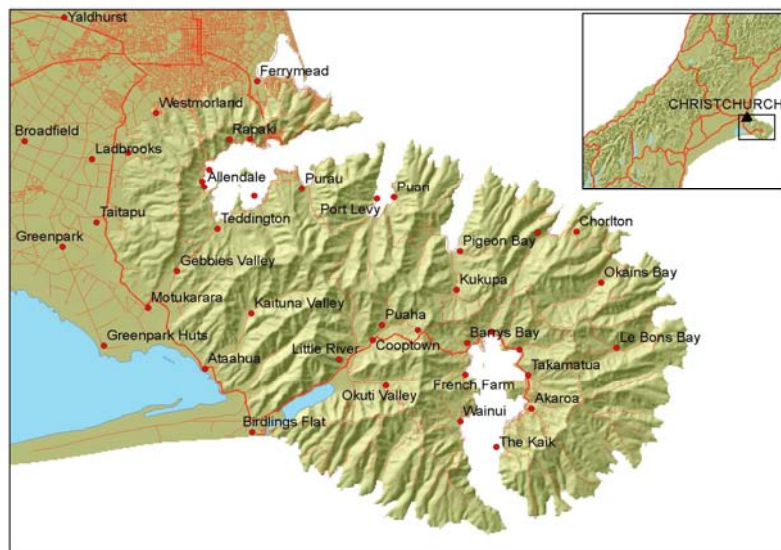 Yaldhurst
Ferrymead
CHRISTCHURCH
Westmorland
Broadfield
Rapaki
Ladbrooks
Allendale
Purau
Puari
Port Levy
Taitapu
Teddington
Chorlton
Greenpark
Pigeon Bay
Gebbies Valley
Okains Bay
Kukupa
Motukarara
Kaituna Valley
Puaha
Greenpark Huts
Cooptown
Barrys Bay
Le Bons Bay
Little River
Ataahua
Takamatua
French Farm
Okuti Valley
Akaroa
Wainui
Birdlings Flat
The Kaik